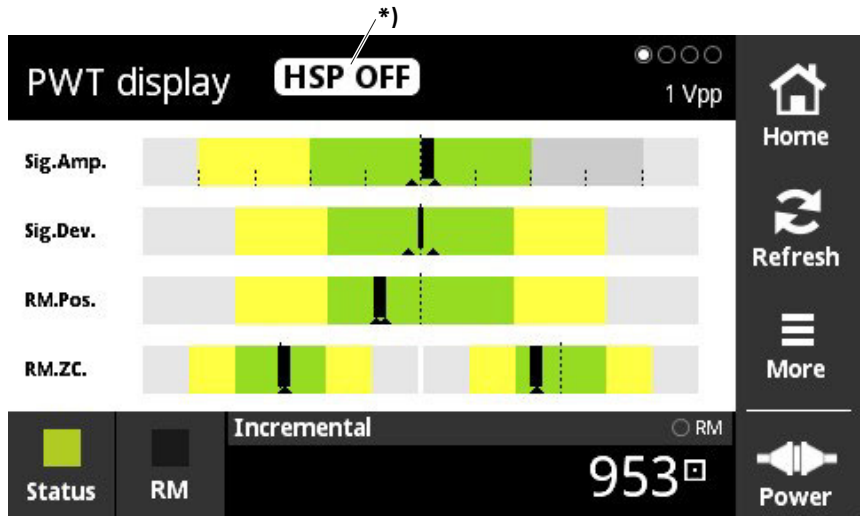 *)
PWT display
HSP OFF
1 Vpp
Home
Sig.Amp.
Sig.Dev.
Refresh
RM.Pos.
RM.ZC.
More
Incremental
RM
953
Status
RM
Power